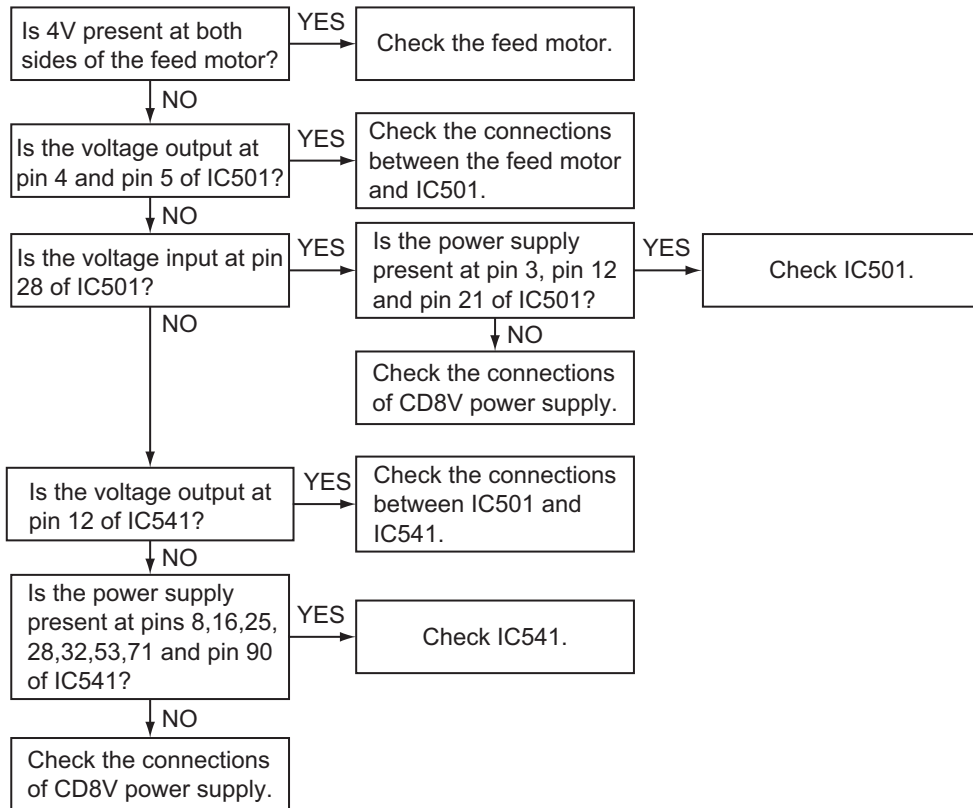 Is 4V present at both
sides of the feed motor?
YES
Check the feed motor.
NO
Is the voltage output at
pin 4 and pin 5 of IC501?
YES
Check the connections
between the feed motor
and IC501.
NO
Is the voltage input at pin
28 of IC501?
YES
Is the power supply
present at pin 3, pin 12
and pin 21 of IC501?
YES
Check IC501.
NO
Check the connections
of CD8V power supply.
NO
Is the voltage output at
pin 12 of IC541?
YES
Check the connections
between IC501 and
IC541.
NO
Is the power supply
present at pins 8,16,25,
28,32,53,71 and pin 90
of IC541?
YES
Check IC541.
NO
Check the connections
of CD8V power supply.